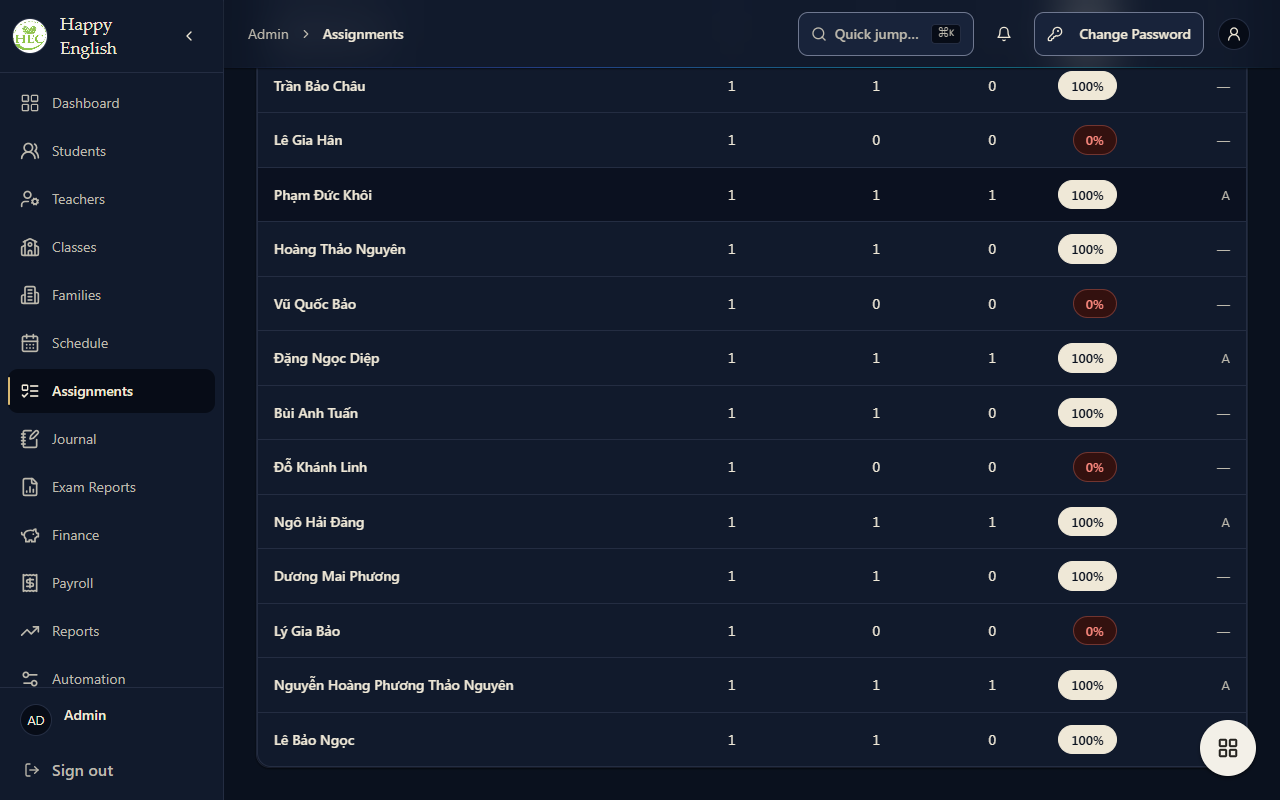 HEC
Happy
English
Admin > Assignments
Quick jump... ⌘K
Change Password
Dashboard
Students
Teachers
Classes
Families
Schedule
Assignments
Journal
Exam Reports
Finance
Payroll
Reports
Automation
AD Admin
Sign out
Trần Bảo Châu 1 1 0 100% —
Lê Gia Hân 1 0 0 0% —
Phạm Đức Khôi 1 1 1 100% A
Hoàng Thảo Nguyên 1 1 0 100% —
Vũ Quốc Bảo 1 0 0 0% —
Đặng Ngọc Diệp 1 1 1 100% A
Bùi Anh Tuấn 1 1 0 100% —
Đỗ Khánh Linh 1 0 0 0% —
Ngô Hải Đăng 1 1 1 100% A
Dương Mai Phương 1 1 0 100% —
Lý Gia Bảo 1 0 0 0% —
Nguyễn Hoàng Phương Thảo Nguyên 1 1 1 100% A
Lê Bảo Ngọc 1 1 0 100%